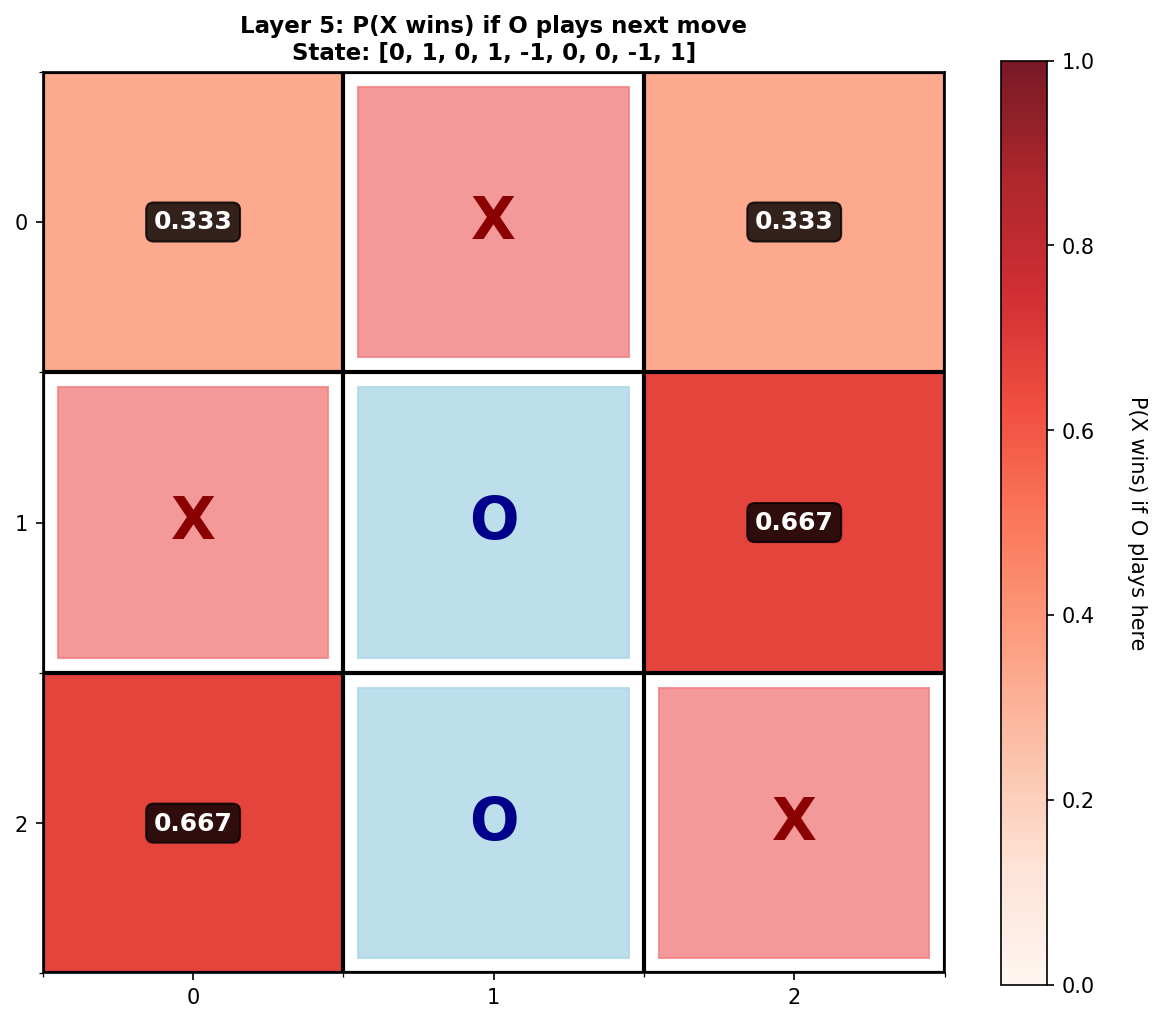 Layer 5: P(X wins) if O plays next move
State: [0, 1, 0, 1, -1, 0, 0, -1, 1]
0.333
X
0.333
X
O
0.667
0.667
O
X
0
1
2
0
1
2
1.0
0.8
0.6
0.4
0.2
0.0
P(X wins) if O plays here